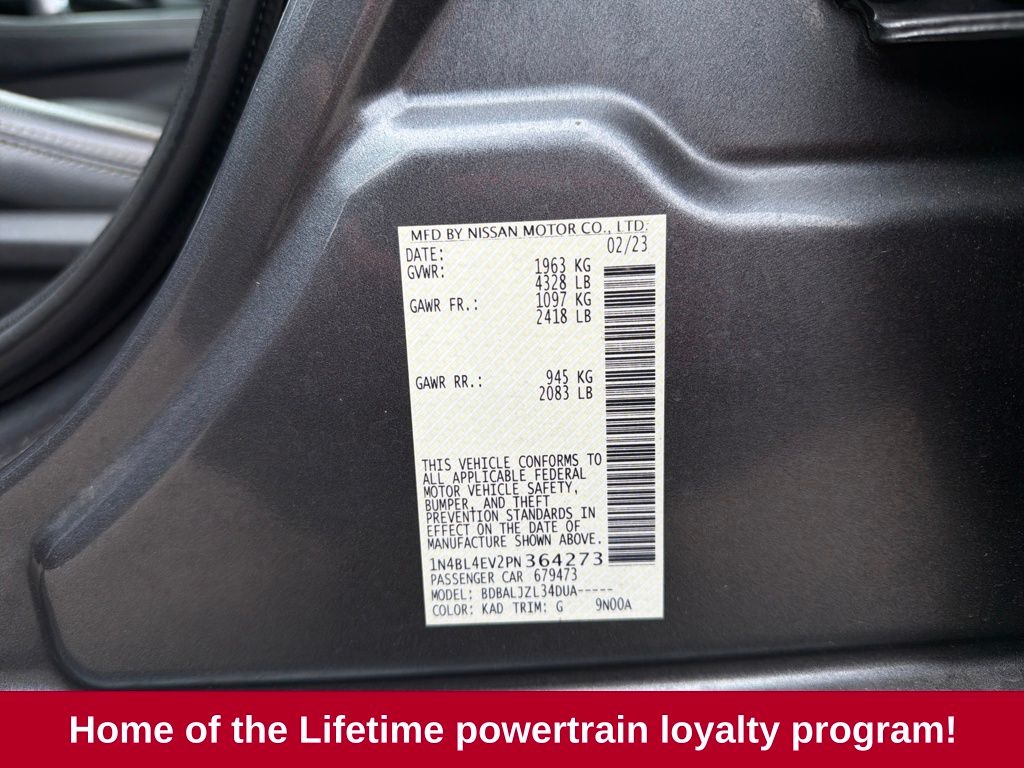 MFD BY NISSAN MOTOR CO., LTD.
DATE: 02/23
GVWR: 1963 KG
4328 LB
GAWR FR.: 1097 KG
2418 LB
GAWR RR.: 945 KG
2083 LB
THIS VEHICLE CONFORMS TO
ALL APPLICABLE FEDERAL
MOTOR VEHICLE SAFETY,
BUMPER, AND THEFT
PREVENTION STANDARDS IN
EFFECT ON THE DATE OF
MANUFACTURE SHOWN ABOVE.
1N4BL4EV2PN364273
PASSENGER CAR 679473
MODEL: BDBALJZL34DUA-----
COLOR: KAD TRIM: G 9N00A
Home of the Lifetime powertrain loyalty program!